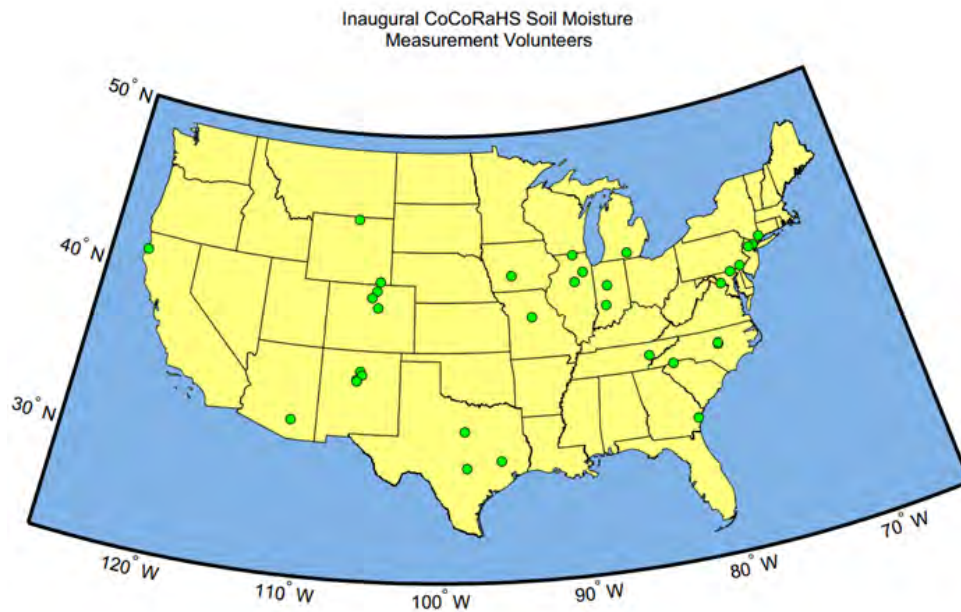 Inaugural CoCoRaHS Soil Moisture
Measurement Volunteers
50° N
40° N
30° N
120° W
110° W
100° W
90° W
80° W
70° W